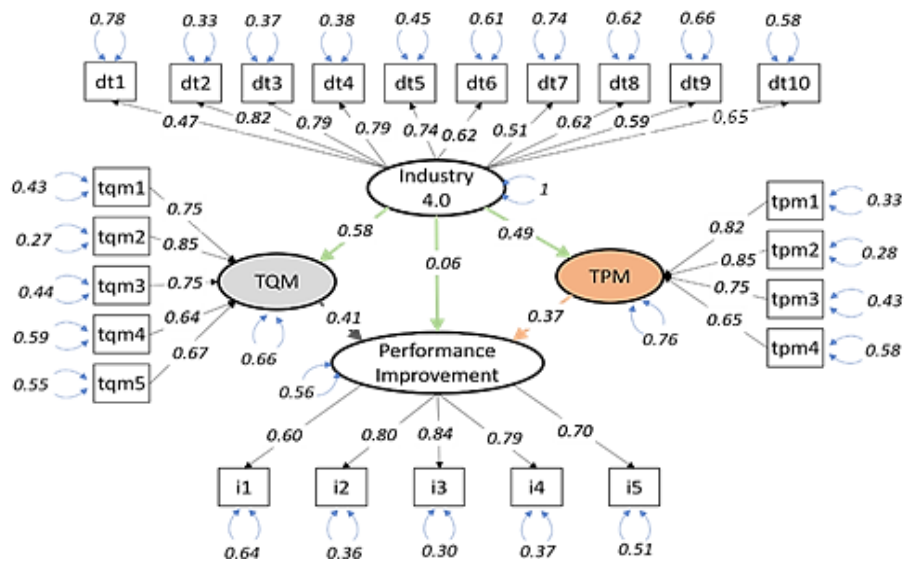 0.78 0.33 0.37 0.38 0.45 0.61 0.74 0.62 0.66 0.58
dt1 dt2 dt3 dt4 dt5 dt6 dt7 dt8 dt9 dt10
0.47 0.82 0.79 0.79 0.74 0.62 0.51 0.62 0.59 0.65
Industry
4.0
1
0.43 tqm1 0.75
0.27 tqm2 0.85
0.44 tqm3 0.75
0.59 tqm4 0.64
0.55 tqm5 0.67
0.58 0.06 0.49
TQM
0.66
TPM
0.76
0.82 tpm1 0.33
0.85 tpm2 0.28
0.75 tpm3 0.43
0.65 tpm4 0.58
0.41 0.37
Performance
Improvement
0.56
0.60 0.80 0.84 0.79 0.70
i1 i2 i3 i4 i5
0.64 0.36 0.30 0.37 0.51